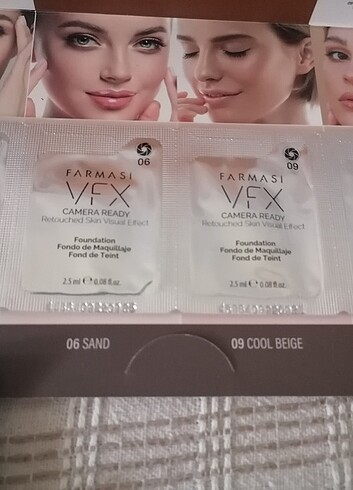 06
FARMASI
VFX
CAMERA READY
Retouched Skin Visual Effect
Foundation
Fondo de Maquillaje
Fond de Teint
2.5 ml ℮ 0.08 fl.oz.
09
FARMASI
VFX
CAMERA READY
Retouched Skin Visual Effect
Foundation
Fondo de Maquillaje
Fond de Teint
2.5 ml ℮ 0.08 fl.oz.
06 SAND
09 COOL BEIGE